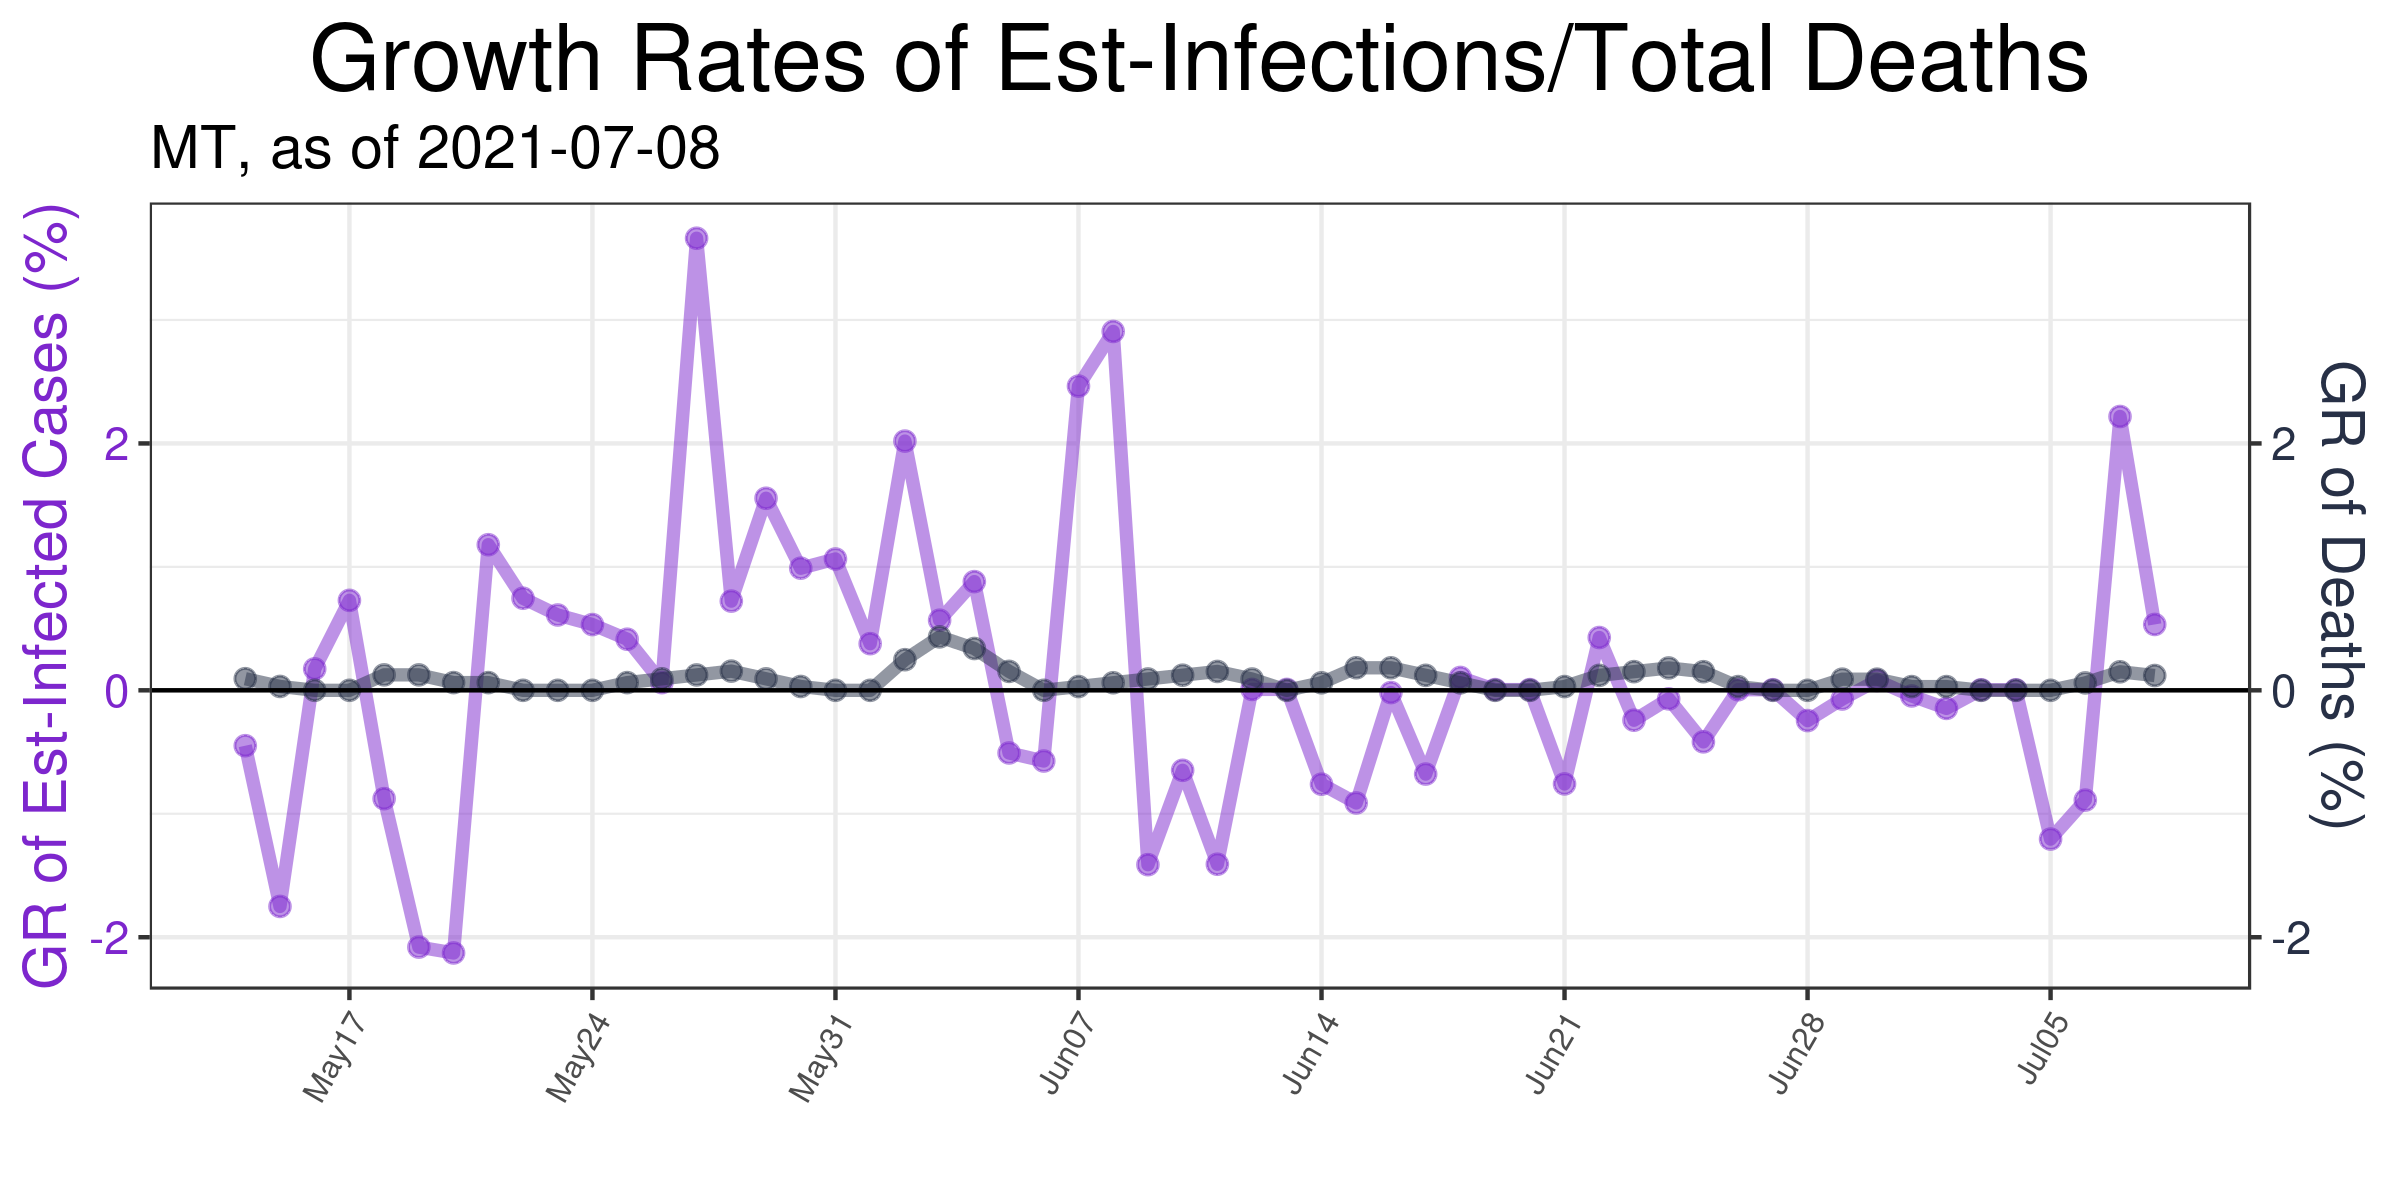 Growth Rates of Est-Infections/Total Deaths
MT, as of 2021-07-08
GR of Est-Infected Cases (%)
2
0
-2
2
0
-2
GR of Deaths (%)
May17
May24
May31
Jun07
Jun14
Jun21
Jun28
Jul05